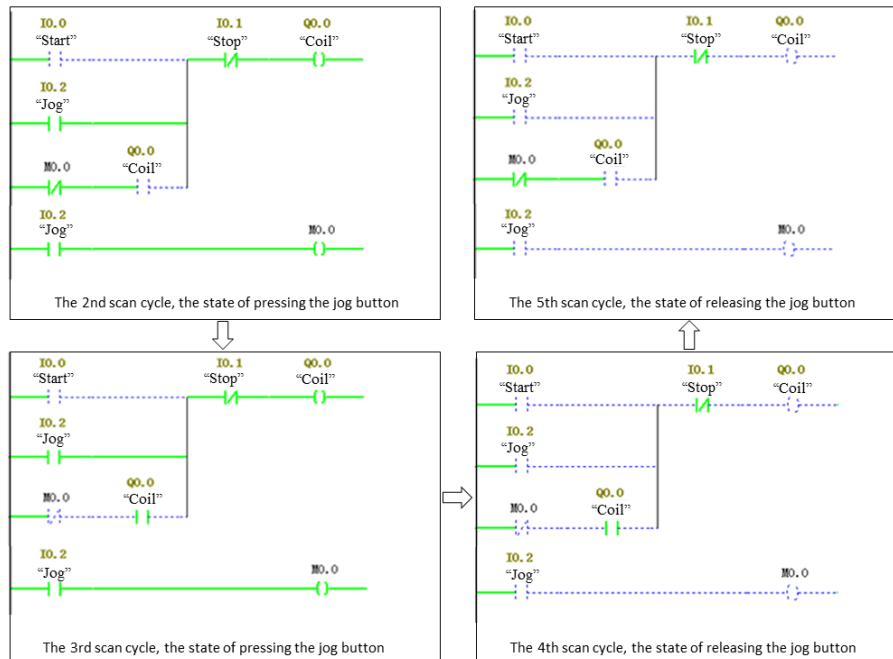 I0.0 I0.1 Q0.0
“Start” “Stop” “Coil”
I0.2
“Jog”
M0.0 Q0.0
“Coil”
I0.2
“Jog” M0.0
The 2nd scan cycle, the state of pressing the jog button
I0.0 I0.1 Q0.0
“Start” “Stop” “Coil”
I0.2
“Jog”
M0.0 Q0.0
“Coil”
I0.2
“Jog” M0.0
The 5th scan cycle, the state of releasing the jog button
I0.0 I0.1 Q0.0
“Start” “Stop” “Coil”
I0.2
“Jog”
M0.0 Q0.0
“Coil”
I0.2
“Jog” M0.0
The 3rd scan cycle, the state of pressing the jog button
I0.0 I0.1 Q0.0
“Start” “Stop” “Coil”
I0.2
“Jog”
M0.0 Q0.0
“Coil”
I0.2
“Jog” M0.0
The 4th scan cycle, the state of releasing the jog button